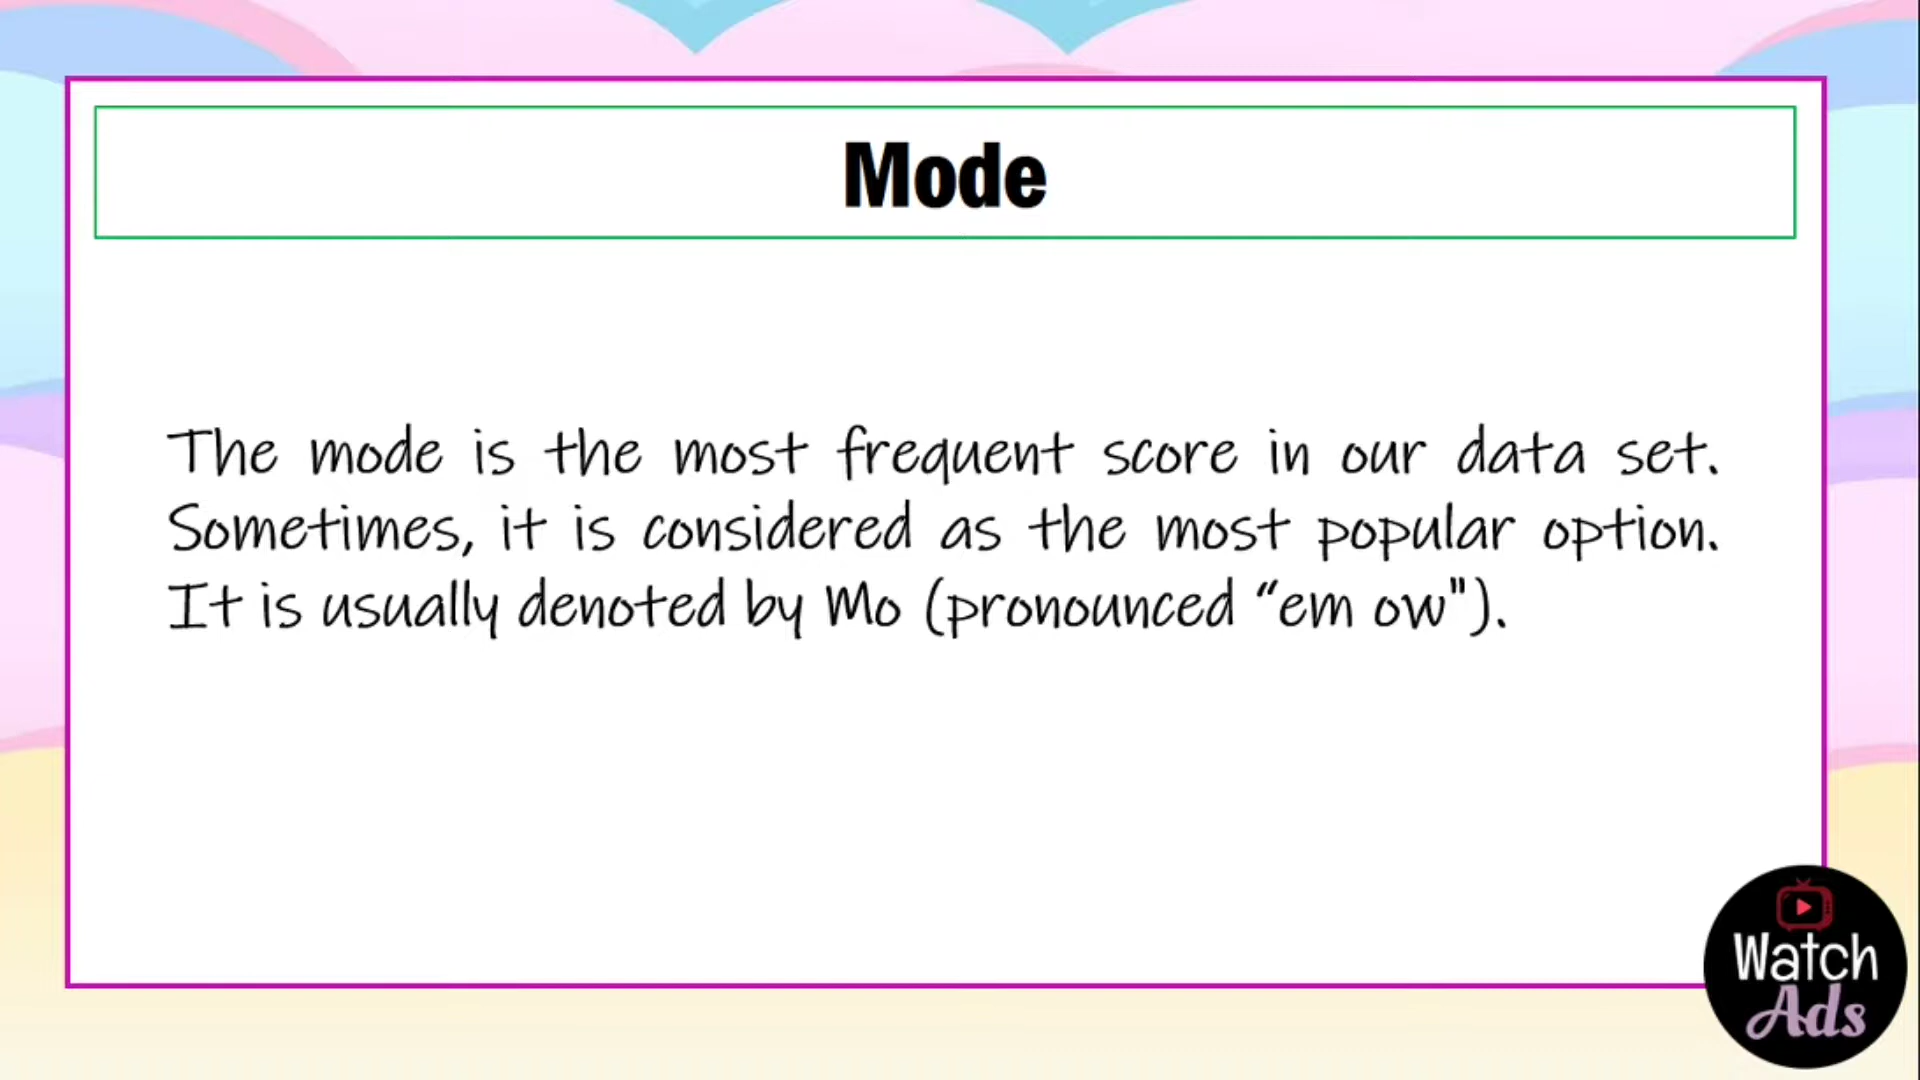 Mode
The mode is the most frequent score in our data set.
Sometimes, it is considered as the most popular option.
It is usually denoted by Mo (pronounced “em ow").
Watch
Ads